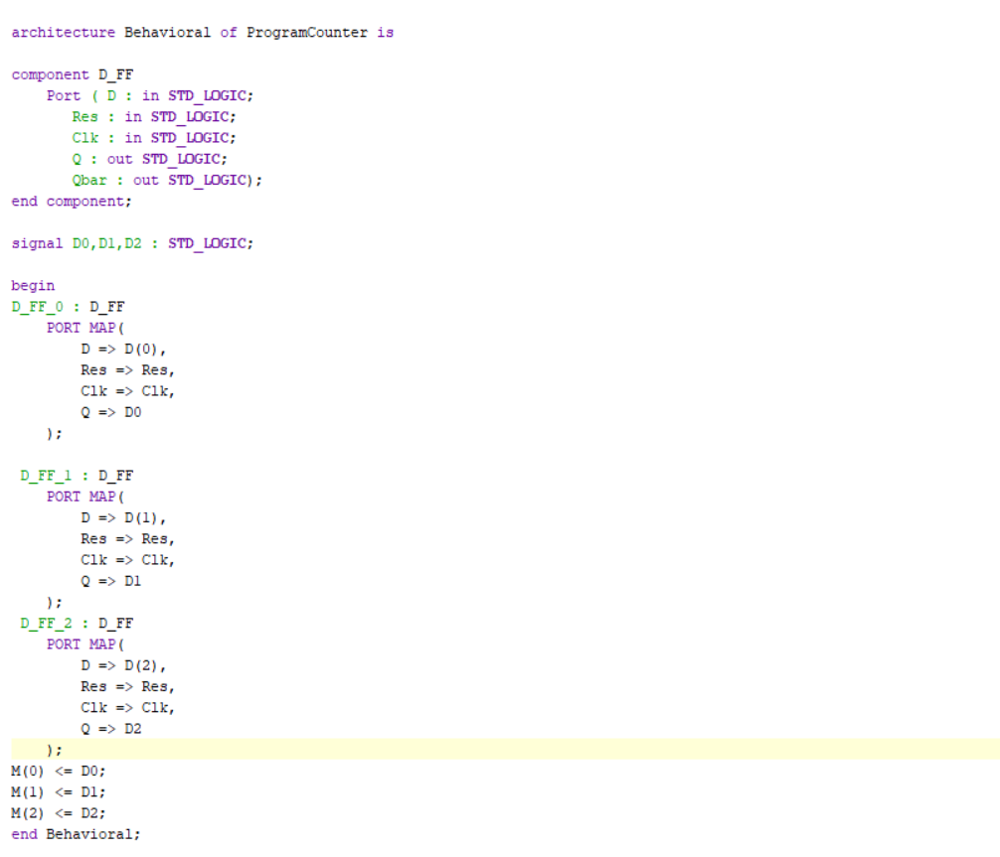 architecture Behavioral of ProgramCounter is
component D_FF
Port ( D : in STD_LOGIC;
Res : in STD_LOGIC;
Clk : in STD_LOGIC;
Q : out STD_LOGIC;
Qbar : out STD_LOGIC);
end component;
signal D0,D1,D2 : STD_LOGIC;
begin
D_FF_0 : D_FF
PORT MAP(
D => D(0),
Res => Res,
Clk => Clk,
Q => D0
);
D_FF_1 : D_FF
PORT MAP(
D => D(1),
Res => Res,
Clk => Clk,
Q => D1
);
D_FF_2 : D_FF
PORT MAP(
D => D(2),
Res => Res,
Clk => Clk,
Q => D2
);
M(0) <= D0;
M(1) <= D1;
M(2) <= D2;
end Behavioral;